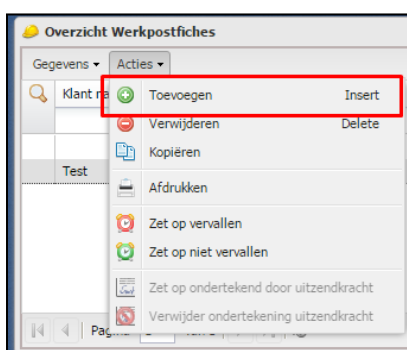 Overzicht Werkpostfiches
Gegevens Acties
Klant na
Toevoegen Insert
Verwijderen Delete
Kopiëren
Test
Afdrukken
Zet op vervallen
Zet op niet vervallen
Zet op ondertekend door uitzendkracht
Verwijder ondertekening uitzendkracht